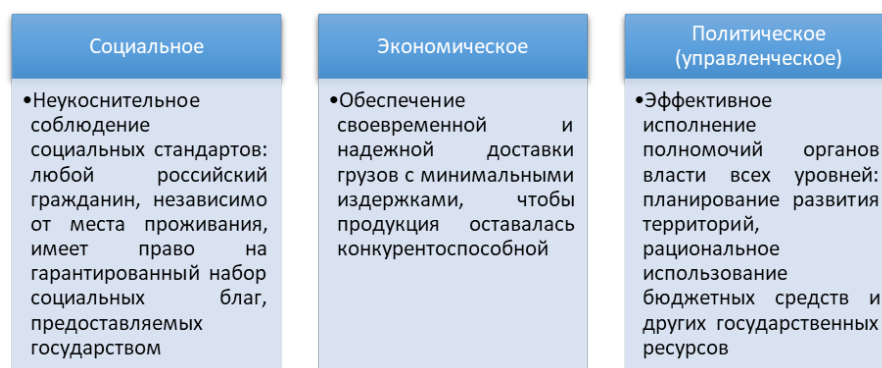 Социальное
•Неукоснительное
соблюдение
социальных стандартов:
любой российский
гражданин, независимо
от места проживания,
имеет право на
гарантированный набор
социальных благ,
предоставляемых
государством
Экономическое
•Обеспечение
своевременной и
надежной доставки
грузов с минимальными
издержками, чтобы
продукция оставалась
конкурентоспособной
Политическое
(управленческое)
•Эффективное
исполнение
полномочий органов
власти всех уровней:
планирование развития
территорий,
рациональное
использование
бюджетных средств и
других государственных
ресурсов